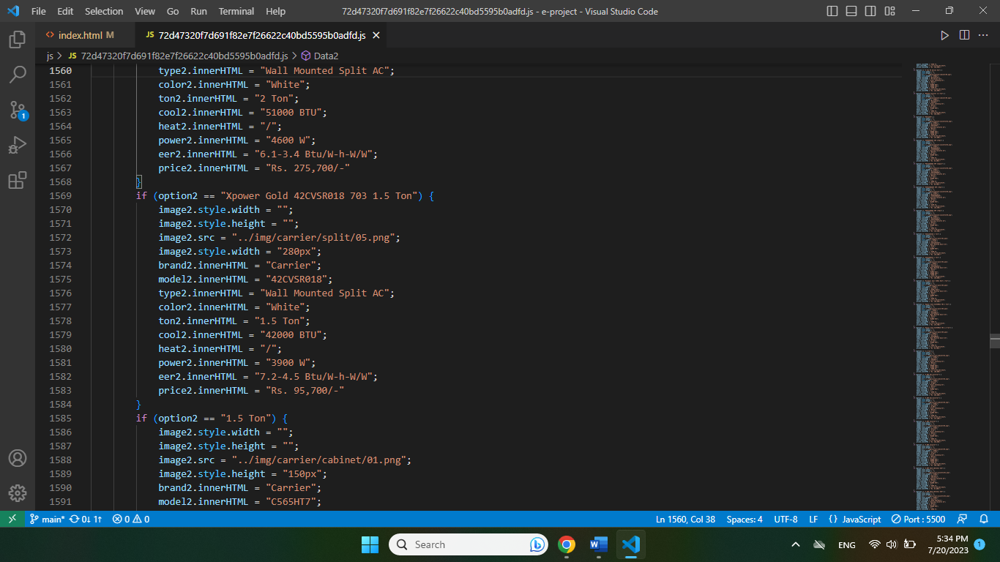 File Edit Selection View Go Run Terminal Help 72d47320f7d691f82e7f26622c40bd5595b0adfd.js - e-project - Visual Studio Code
index.html M JS 72d47320f7d691f82e7f26622c40bd5595b0adfd.js
js > JS 72d47320f7d691f82e7f26622c40bd5595b0adfd.js > Data2
1560 type2.innerHTML = "Wall Mounted Split AC";
1561 color2.innerHTML = "White";
1562 ton2.innerHTML = "2 Ton";
1563 cool2.innerHTML = "51000 BTU";
1564 heat2.innerHTML = "/";
1565 power2.innerHTML = "4600 W";
1566 eer2.innerHTML = "6.1-3.4 Btu/W-h-W/W";
1567 price2.innerHTML = "Rs. 275,700/-"
1568 }
1569 if (option2 == "Xpower Gold 42CVSR018 703 1.5 Ton") {
1570 image2.style.width = "";
1571 image2.style.height = "";
1572 image2.src = "../img/carrier/split/05.png";
1573 image2.style.width = "280px";
1574 brand2.innerHTML = "Carrier";
1575 model2.innerHTML = "42CVSR018";
1576 type2.innerHTML = "Wall Mounted Split AC";
1577 color2.innerHTML = "White";
1578 ton2.innerHTML = "1.5 Ton";
1579 cool2.innerHTML = "42000 BTU";
1580 heat2.innerHTML = "/";
1581 power2.innerHTML = "3900 W";
1582 eer2.innerHTML = "7.2-4.5 Btu/W-h-W/W";
1583 price2.innerHTML = "Rs. 95,700/-"
1584 }
1585 if (option2 == "1.5 Ton") {
1586 image2.style.width = "";
1587 image2.style.height = "";
1588 image2.src = "../img/carrier/cabinet/01.png";
1589 image2.style.height = "150px";
1590 brand2.innerHTML = "Carrier";
1591 model2.innerHTML = "C565HT7";
1
main* 0↓ 1↑ 0 0 Ln 1560, Col 38 Spaces: 4 UTF-8 LF {} JavaScript Port : 5500
Search ENG 5:34 PM 1
7/20/2023